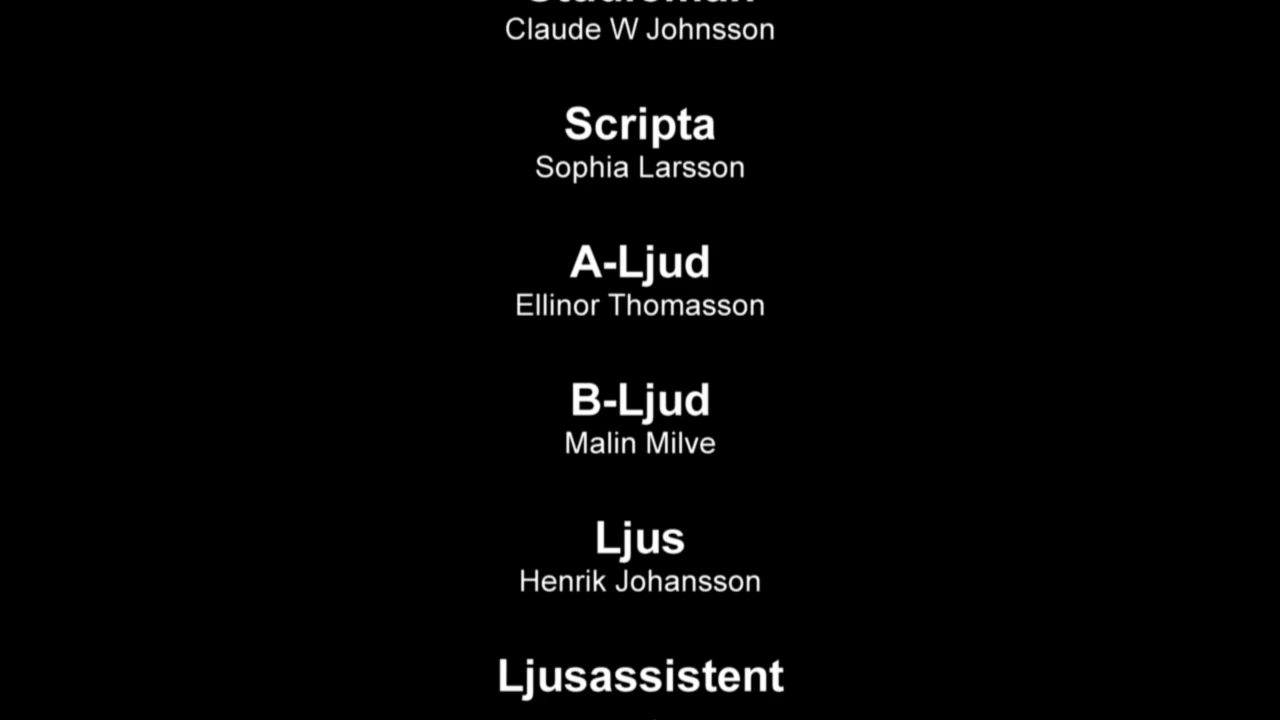 Claude W Johnsson
Scripta
Sophia Larsson
A-Ljud
Ellinor Thomasson
B-Ljud
Malin Milve
Ljus
Henrik Johansson
Ljusassistent